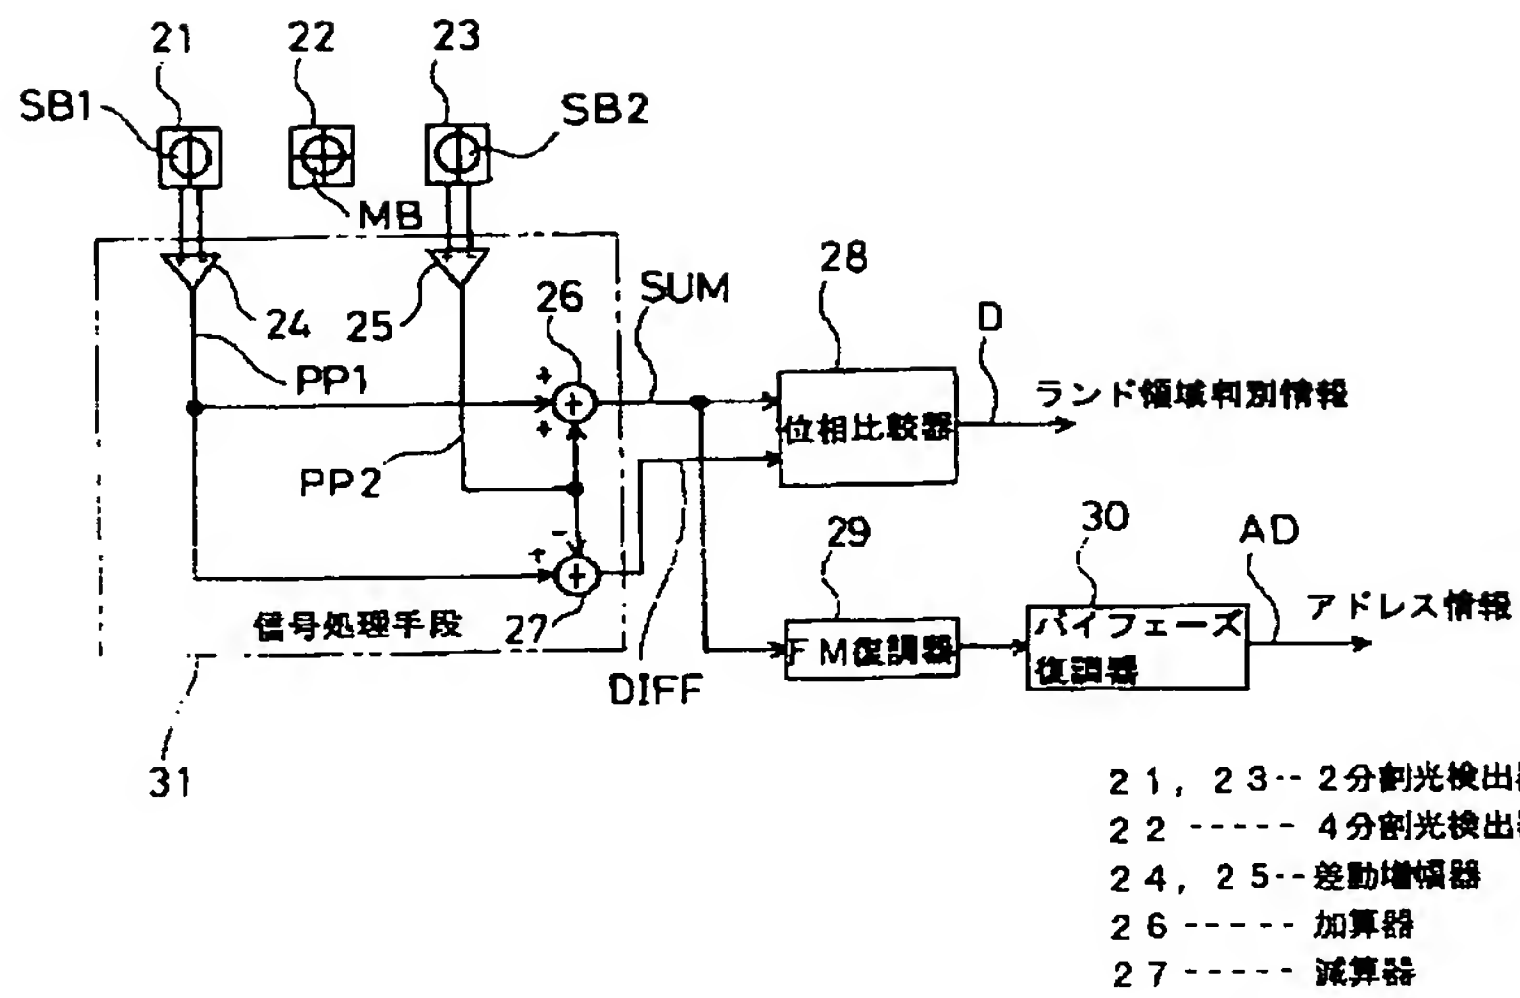 21
22
23
SB1
SB2
MB
24
25
26
SUM
28
D
PP1
ランド領域判別情報
位相比較器
PP2
29
30
AD
アドレス情報
信号処理手段
27
FM復調器
バイフェーズ
復調器
DIFF
31
21,23--2分割光検出器
22-----4分割光検出器
24,25--差動増幅器
26-----加算器
27-----減算器
+
+
+
-
+
+